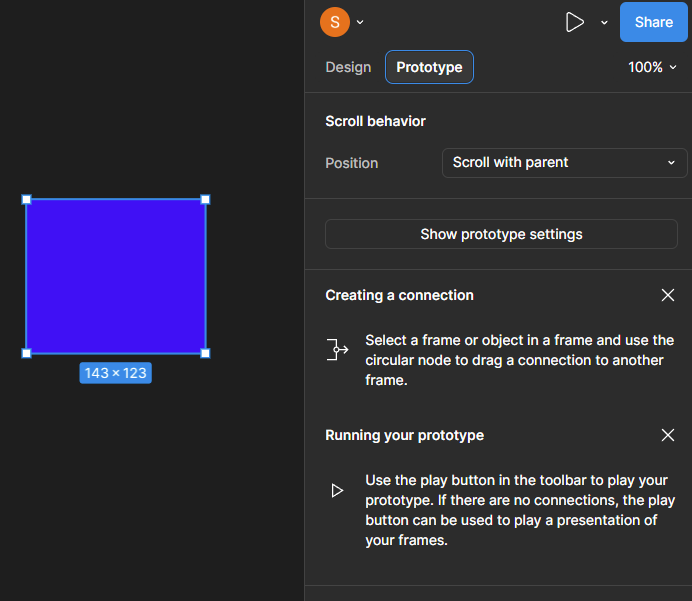 S
Share
Design
Prototype
100%
Scroll behavior
Position
Scroll with parent
Show prototype settings
Creating a connection
Select a frame or object in a frame and use the
circular node to drag a connection to another
frame.
143 × 123
Running your prototype
Use the play button in the toolbar to play your
prototype. If there are no connections, the play
button can be used to play a presentation of
your frames.